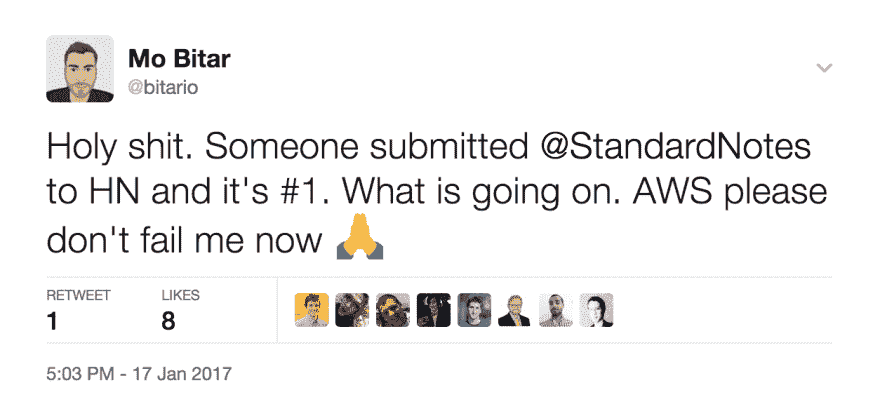 Mo Bitar
@bitario
Holy shit. Someone submitted @StandardNotes
to HN and it's #1. What is going on. AWS please
don't fail me now 🙏
RETWEET LIKES
1 8
5:03 PM - 17 Jan 2017